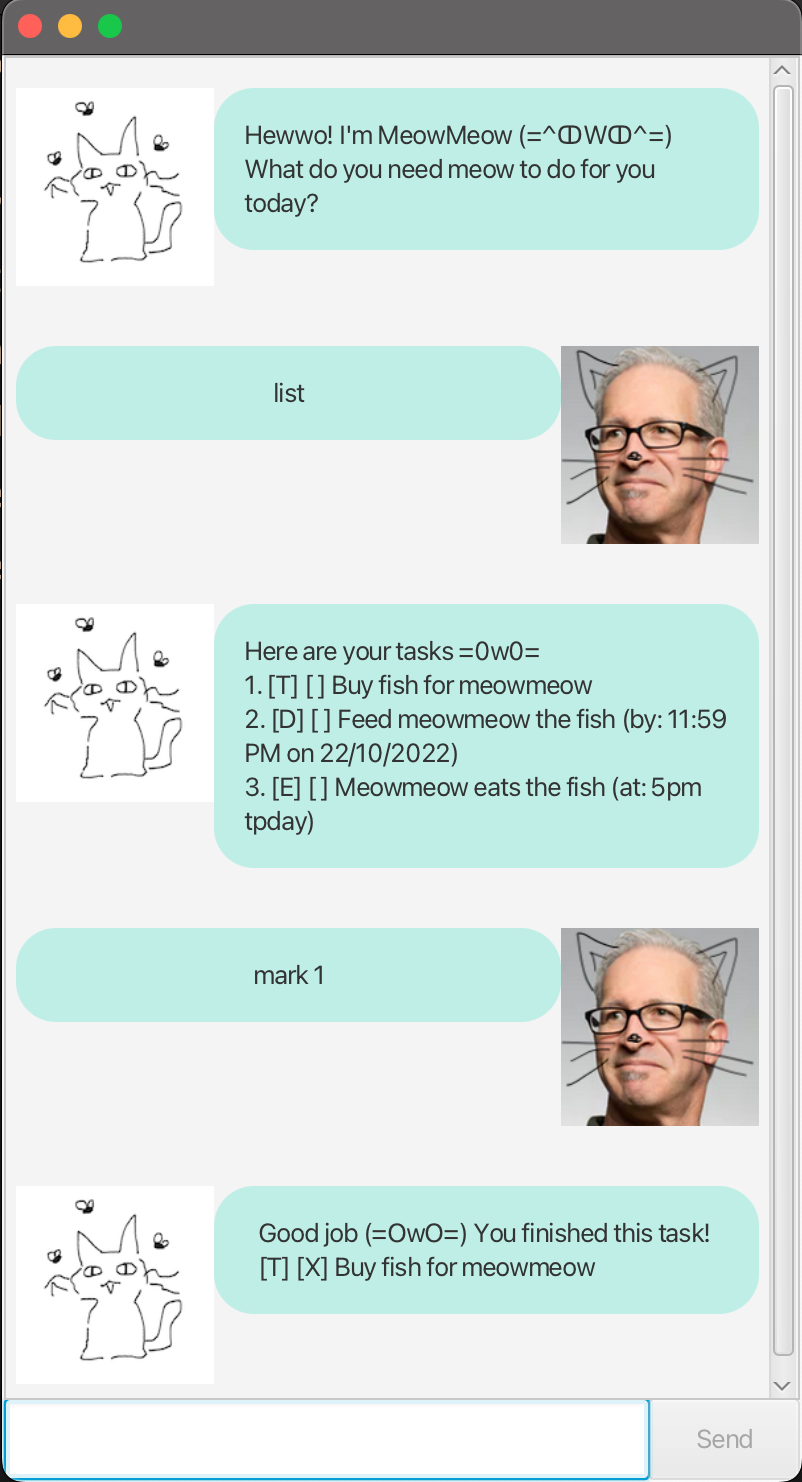 Hewwo! I'm MeowMeow (=^ↀWↀ^=)
What do you need meow to do for you
today?
list
Here are your tasks =0w0=
1. [T] [ ] Buy fish for meowmeow
2. [D] [ ] Feed meowmeow the fish (by: 11:59
PM on 22/10/2022)
3. [E] [ ] Meowmeow eats the fish (at: 5pm
tpday)
mark 1
Good job (=OwO=) You finished this task!
[T] [X] Buy fish for meowmeow
Send